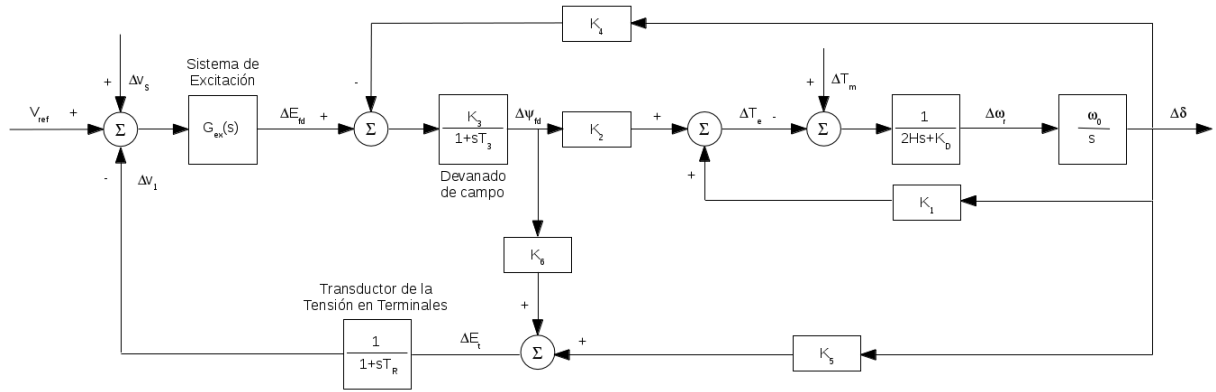 K4
-
Sistema de
Excitación
+
ΔVS
Vref
+
Σ
Gex(s)
ΔEfd
+
Σ
K3
1+sT3
Δψfd
K2
+
Σ
ΔTe
-
+
ΔTm
Σ
1
2Hs+KD
Δωr
ω0
s
Δδ
-
Δv1
Devanado
de campo
+
K1
K6
Transductor de la
Tensión en Terminales
+
1
1+sTR
ΔEt
Σ
+
K5